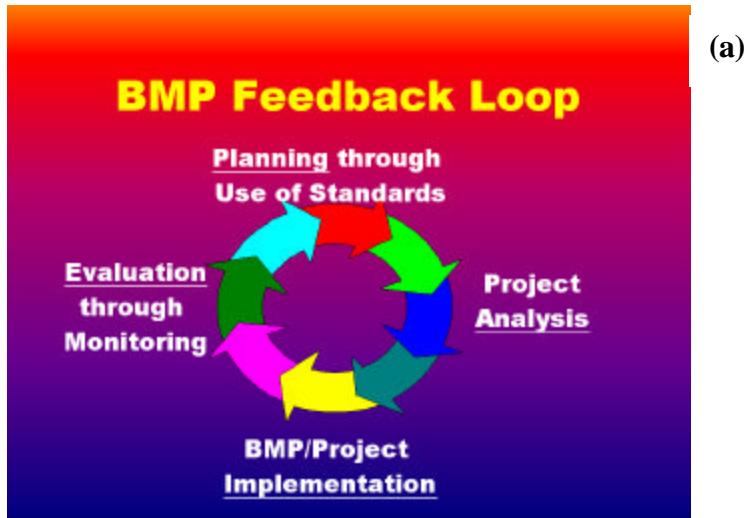 (a)
BMP Feedback Loop
Planning through
Use of Standards
Project
Analysis
BMP/Project
Implementation
Evaluation
through
Monitoring